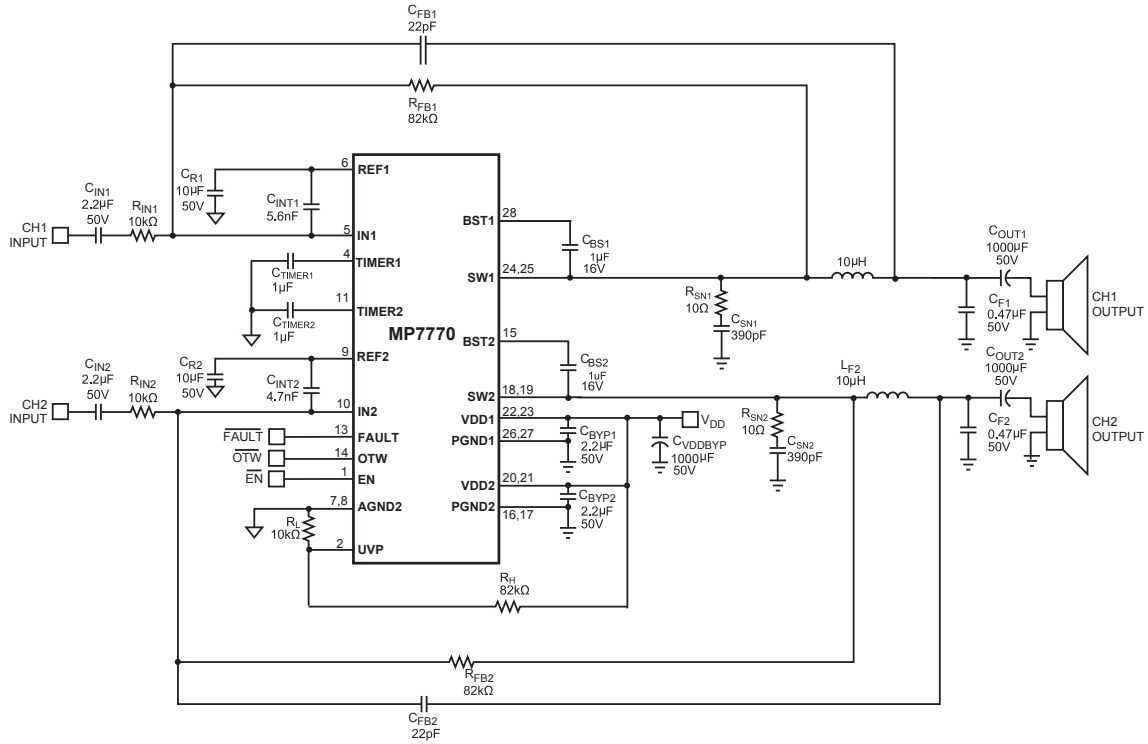 CFB1
22pF
RFB1
82kΩ
CR1
10µF
50V
CINT1
5.6nF
CIN1
2.2µF
50V
RIN1
10kΩ
CH1
INPUT
6
REF1
5
IN1
4
TIMER1
CTIMER1
1µF
11
TIMER2
CTIMER2
1µF
MP7770
9
REF2
CR2
10µF
50V
CINT2
4.7nF
CIN2
2.2µF
50V
RIN2
10kΩ
CH2
INPUT
10
IN2
FAULT
13
FAULT
OTW
14
OTW
EN
1
EN
7,8
AGND2
RL
10kΩ
2
UVP
BST1
28
CBS1
1µF
16V
SW1
24,25
RSN1
10Ω
CSN1
390pF
10µH
COUT1
1000µF
50V
CF1
0.47µF
50V
CH1
OUTPUT
BST2
15
CBS2
1uF
16V
SW2
18,19
LF2
10µH
COUT2
1000µF
50V
CF2
0.47µF
50V
CH2
OUTPUT
RSN2
10Ω
CSN2
390pF
VDD1
22,23
VDD
PGND1
26,27
CBYP1
2.2µF
50V
CVDDBYP
1000µF
50V
VDD2
20,21
PGND2
16,17
CBYP2
2.2µF
50V
RH
82kΩ
RFB2
82kΩ
CFB2
22pF